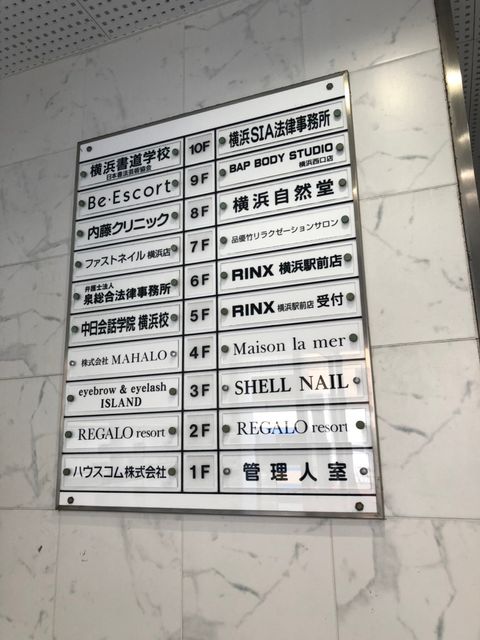 横浜書道学校
日本書法芸術協会
10F
横浜SIA法律事務所
Be·Escort
9F
BAP BODY STUDIO
横浜西口店
内藤クリニック
8F
横浜自然堂
ファストネイル 横浜店
7F
品優竹リラクゼーションサロン
弁護士法人
泉総合法律事務所
6F
RINX 横浜駅前店
中日会話学院 横浜校
5F
RINX 横浜駅前店 受付
株式会社 MAHALO
4F
Maison la mer
eyebrow & eyelash
ISLAND
3F
SHELL NAIL
REGALO resort
2F
REGALO resort
ハウスコム株式会社
1F
管理人室